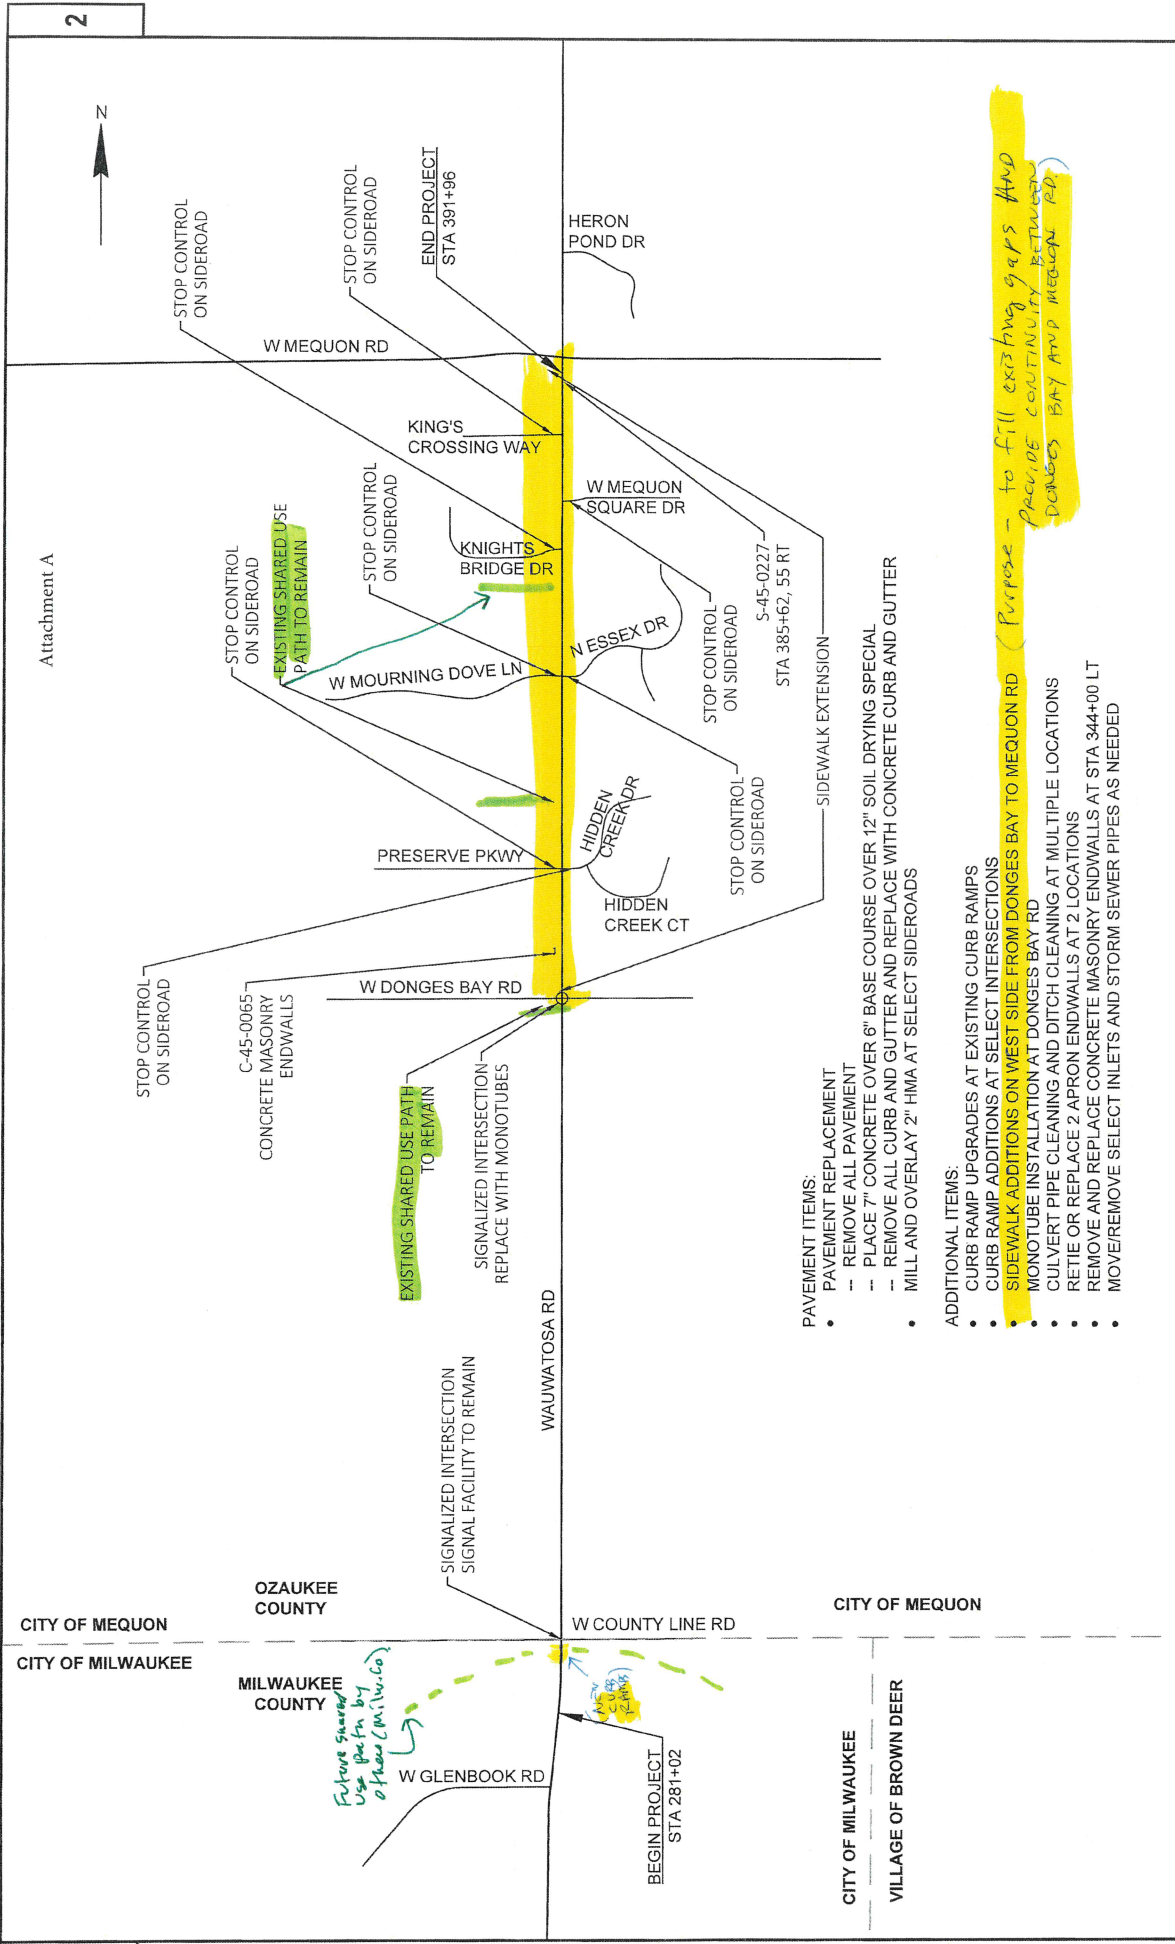 2
Attachment A
N
STOP CONTROL
ON SIDEROAD
STOP CONTROL
ON SIDEROAD
END PROJECT
STA 391+96
HERON
POND DR
W MEQUON RD
KING'S
CROSSING WAY
STOP CONTROL
ON SIDEROAD
W MEQUON
SQUARE DR
KNIGHTS
BRIDGE DR
EXISTING SHARED USE
PATH TO REMAIN
STOP CONTROL
ON SIDEROAD
W MOURNING DOVE LN
N ESSEX DR
STOP CONTROL
ON SIDEROAD
S-45-0227
STA 385+62, 55 RT
SIDEWALK EXTENSION
STOP CONTROL
ON SIDEROAD
PRESERVE PKWY
HIDDEN
CREEK DR
HIDDEN
CREEK CT
STOP CONTROL
ON SIDEROAD
C-45-0065
CONCRETE MASONRY
ENDWALLS
W DONGES BAY RD
EXISTING SHARED USE PATH
TO REMAIN
SIGNALIZED INTERSECTION
REPLACE WITH MONOTUBES
WAUWATOSA RD
SIGNALIZED INTERSECTION
SIGNAL FACILITY TO REMAIN
CITY OF MEQUON
OZAUKEE
COUNTY
W COUNTY LINE RD
CITY OF MEQUON
CITY OF MILWAUKEE
MILWAUKEE
COUNTY
Future shared
use path by
others (Milw. Co)
(NEW
CURB
RAMPS)
W GLENBOOK RD
BEGIN PROJECT
STA 281+02
CITY OF MILWAUKEE
VILLAGE OF BROWN DEER
PAVEMENT ITEMS:
• PAVEMENT REPLACEMENT
-- REMOVE ALL PAVEMENT
-- PLACE 7" CONCRETE OVER 6" BASE COURSE OVER 12" SOIL DRYING SPECIAL
-- REMOVE ALL CURB AND GUTTER AND REPLACE WITH CONCRETE CURB AND GUTTER
• MILL AND OVERLAY 2" HMA AT SELECT SIDEROADS
ADDITIONAL ITEMS:
• CURB RAMP UPGRADES AT EXISTING CURB RAMPS
• CURB RAMP ADDITIONS AT SELECT INTERSECTIONS
• SIDEWALK ADDITIONS ON WEST SIDE FROM DONGES BAY TO MEQUON RD (Purpose - to fill existing gaps AND
PROVIDE CONTINUITY BETWEEN
DONGES BAY AND MEQUON RD.)
• MONOTUBE INSTALLATION AT DONGES BAY RD
• CULVERT PIPE CLEANING AND DITCH CLEANING AT MULTIPLE LOCATIONS
• RETIE OR REPLACE 2 APRON ENDWALLS AT 2 LOCATIONS
• REMOVE AND REPLACE CONCRETE MASONRY ENDWALLS AT STA 344+00 LT
• MOVE/REMOVE SELECT INLETS AND STORM SEWER PIPES AS NEEDED